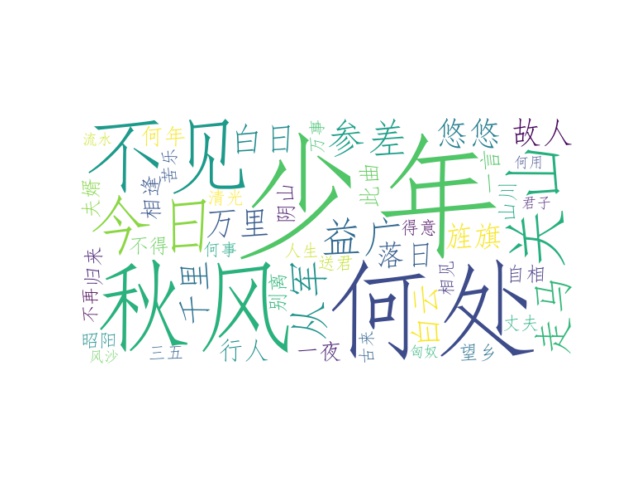 流水
何年
不见
白日
万事
参差
悠悠
故人
少年
夫婿
苦乐
相逢
清光
阴山
此曲
一言
何用
山川
君子
关山
今日
万里
益广
得意
旌旗
不得
何事
人生
送君
落日
不再
归来
秋风
千里
别离
从军
何处
白云
相见
自相
走马
昭阳
风沙
三五
行人
一夜
古来
匈奴
望乡
丈夫